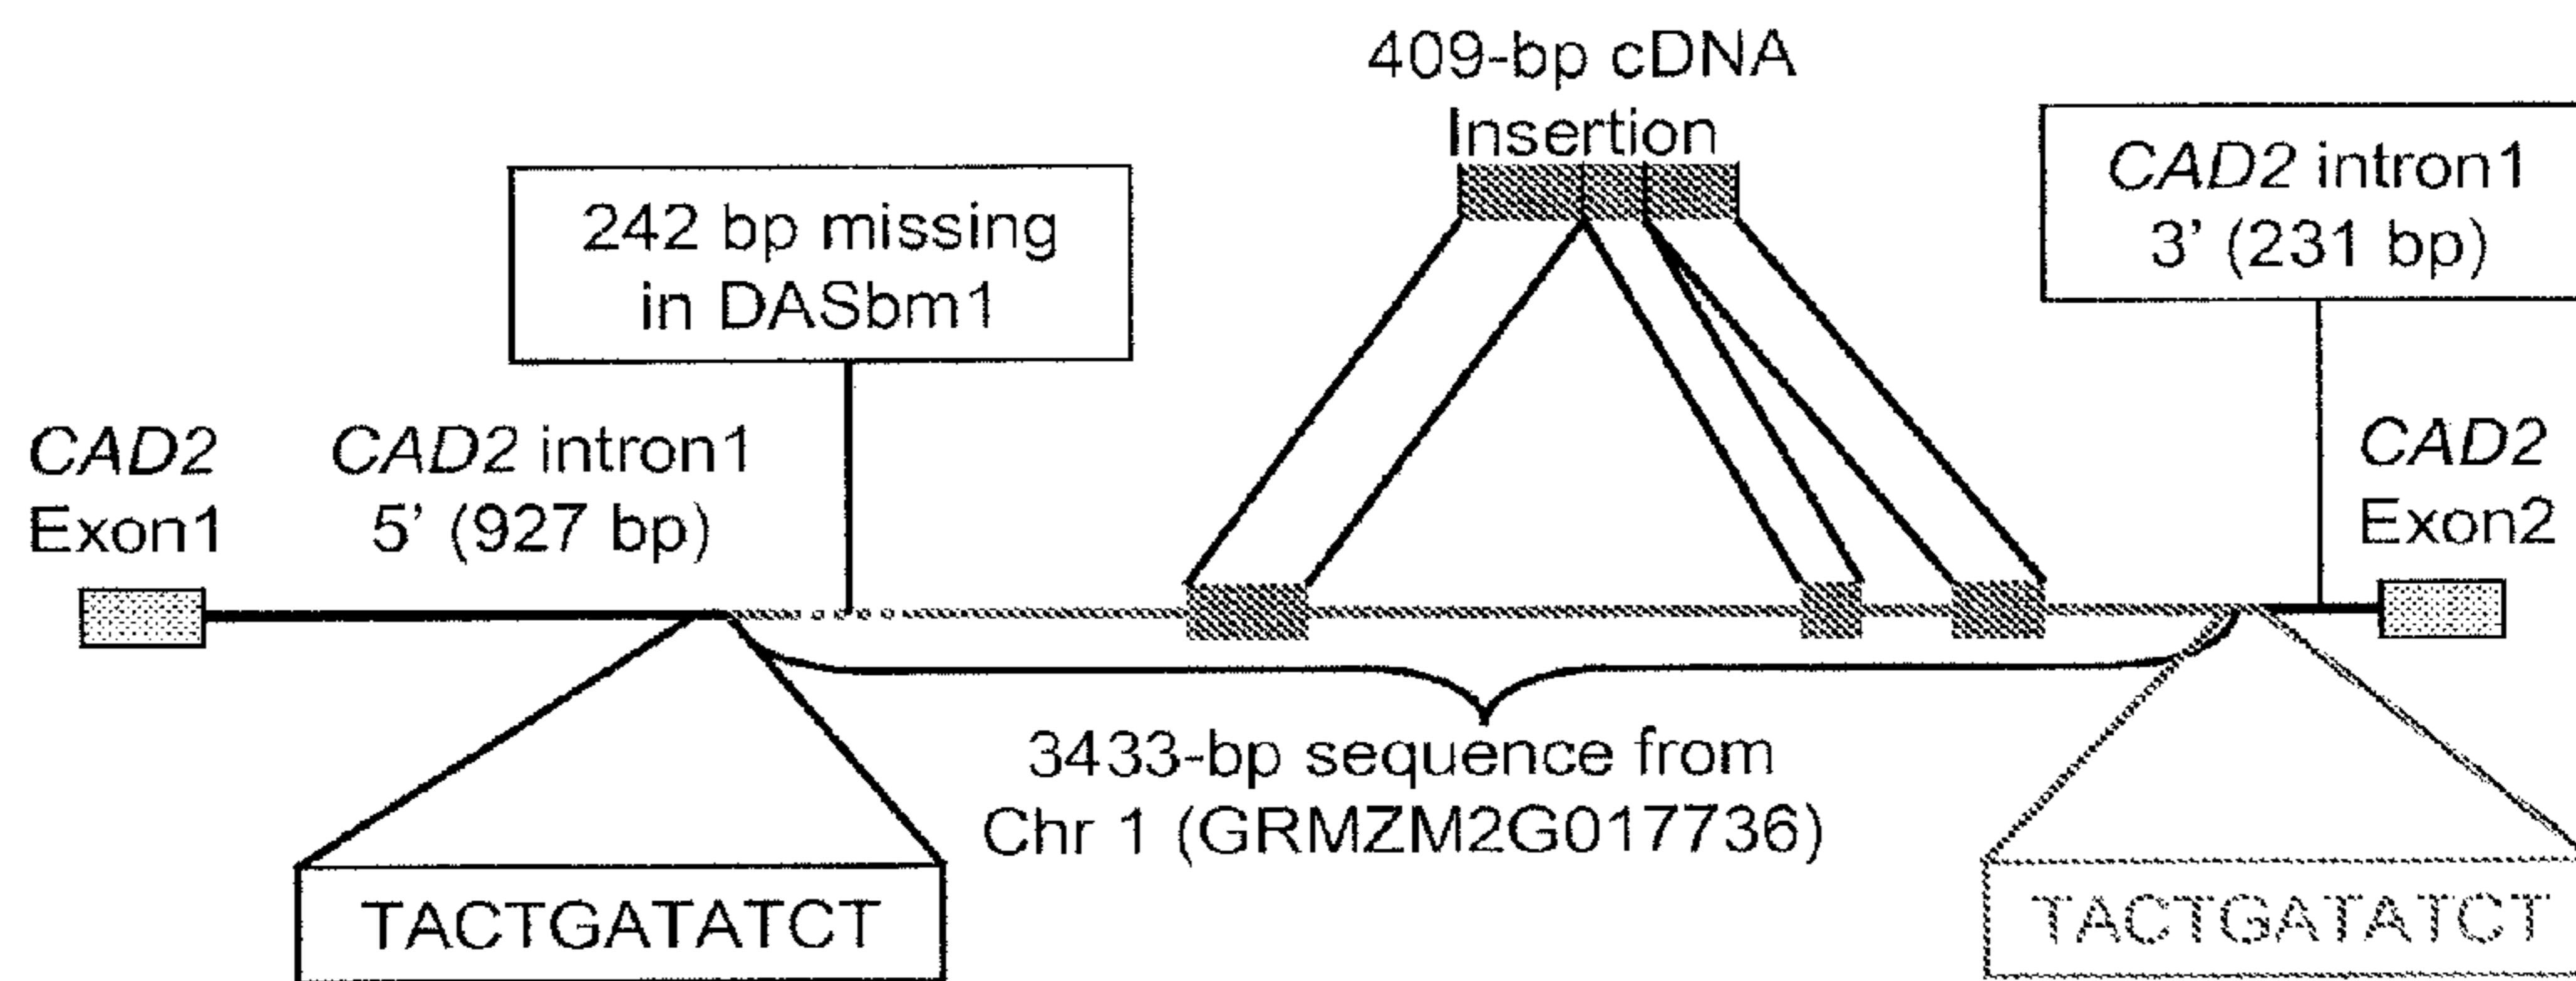 409-bp cDNA
Insertion
242 bp missing
in DASbm1
CAD2 intron1
3’ (231 bp)
CAD2
Exon1
CAD2 intron1
5’ (927 bp)
CAD2
Exon2
3433-bp sequence from
Chr 1 (GRMZM2G017736)
TACTGATATCT
TACTGATATCT